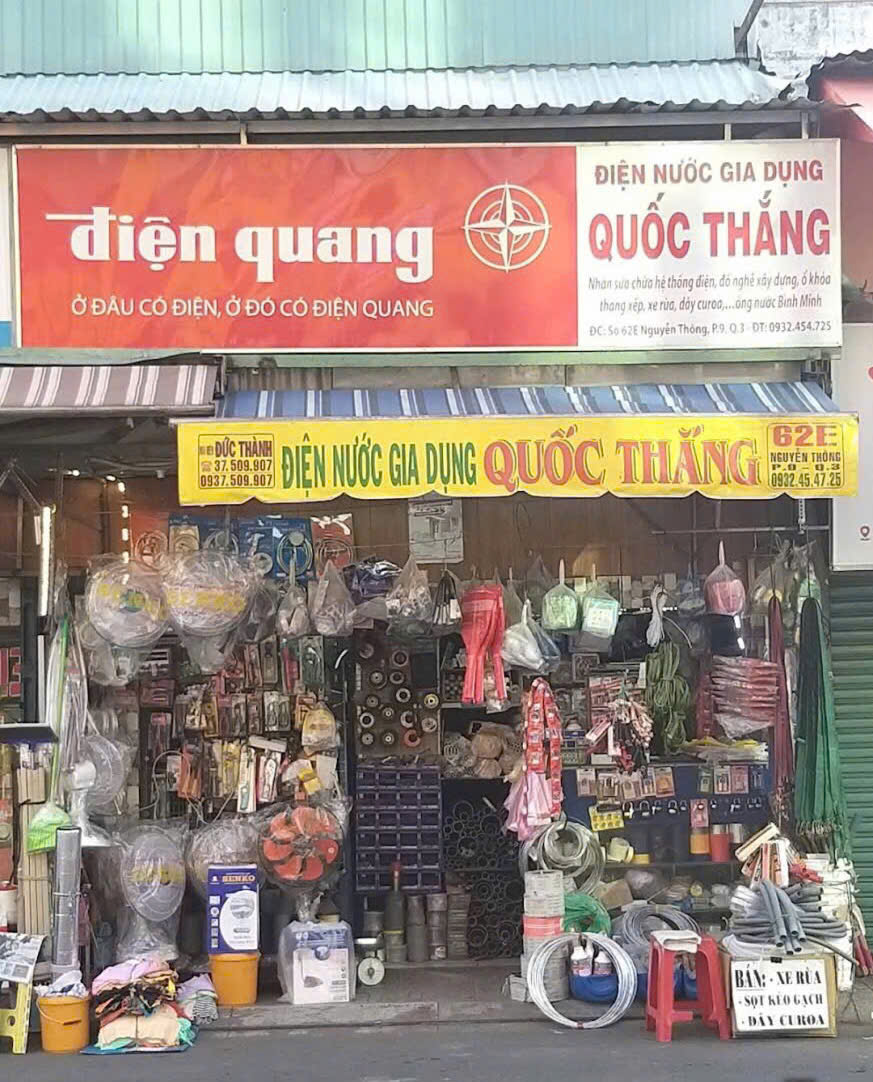 điện quang
Ở ĐÂU CÓ ĐIỆN, Ở ĐÓ CÓ ĐIỆN QUANG
ĐIỆN NƯỚC GIA DỤNG
QUỐC THẮNG
Nhận sửa chữa hệ thống điện, đồ nghề xây dựng, ổ khóa
thang xếp, xe rùa, dây curoa,...ống nước Bình Minh
ĐC: Số 62E Nguyễn Thông, P.9, Q.3 - ĐT: 0932.454.725
ĐỨC THÀNH
☎ 37.509.907
0937.509.907
ĐIỆN NƯỚC GIA DỤNG QUỐC THẮNG
62E
NGUYỄN THÔNG
P.9 - Q.3
0932.45.47.25
SENKO
BÁN: - XE RÙA
- SỌT KÉO GẠCH
- DÂY CUROA